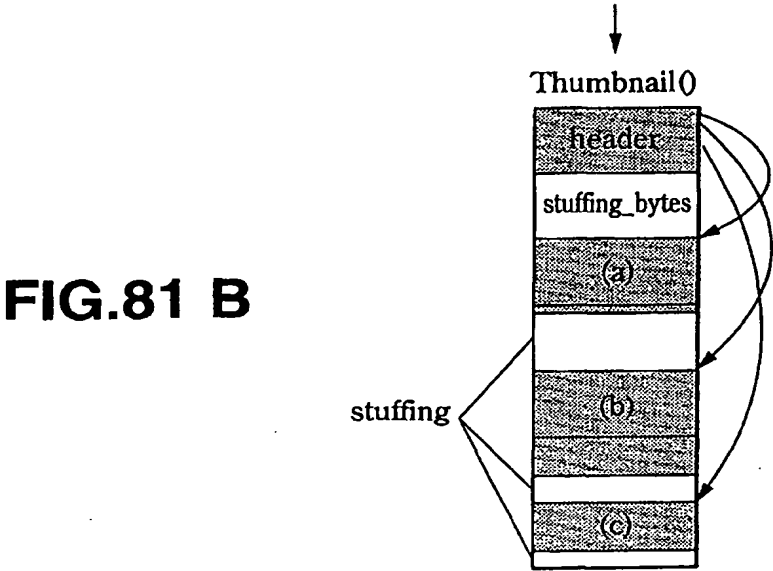 Thumbnail()
header
stuffing_bytes
(a)
FIG.81 B
stuffing
(b)
(c)